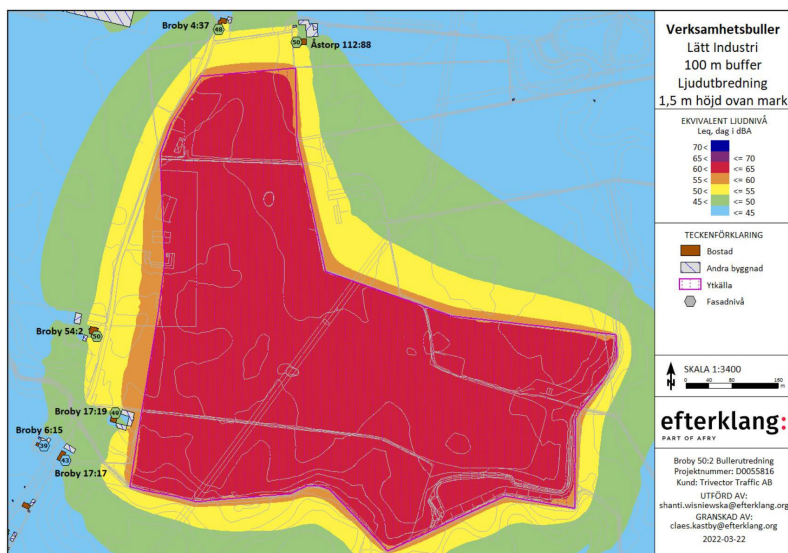 Broby 4:37
48
50
Åstorp 112:88
Broby 54:2
50
Broby 17:19
49
Broby 6:15
39
43
Broby 17:17
Verksamhetsbuller
Lätt Industri
100 m buffer
Ljudutbredning
1,5 m höjd ovan mark
EKVIVALENT LJUDNIVÅ
Leq, dag i dBA
70 <
65 < <= 70
60 < <= 65
55 < <= 60
50 < <= 55
45 < <= 50
<= 45
TECKENFÖRKLARING
Bostad
Andra byggnad
Ytkälla
Fasadnivå
N
SKALA 1:3400
0 40 80 160
m
efterklang:
PART OF AFRY
Broby 50:2 Bullerutredning
Projektnummer: D0055816
Kund: Trivector Traffic AB
UTFÖRD AV:
shanti.wisniewska@efterklang.org
GRANSKAD AV:
claes.kastby@efterklang.org
2022-03-22